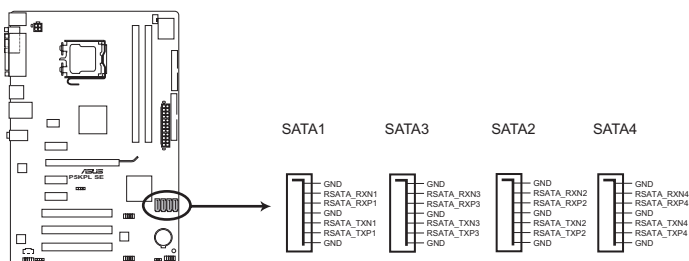 SATA1 SATA3 SATA2 SATA4
ASUS
P5KPL SE
GND
RSATA_RXN1
RSATA_RXP1
GND
RSATA_TXN1
RSATA_TXP1
GND
GND
RSATA_RXN3
RSATA_RXP3
GND
RSATA_TXN3
RSATA_TXP3
GND
GND
RSATA_RXN2
RSATA_RXP2
GND
RSATA_TXN2
RSATA_TXP2
GND
GND
RSATA_RXN4
RSATA_RXP4
GND
RSATA_TXN4
RSATA_TXP4
GND